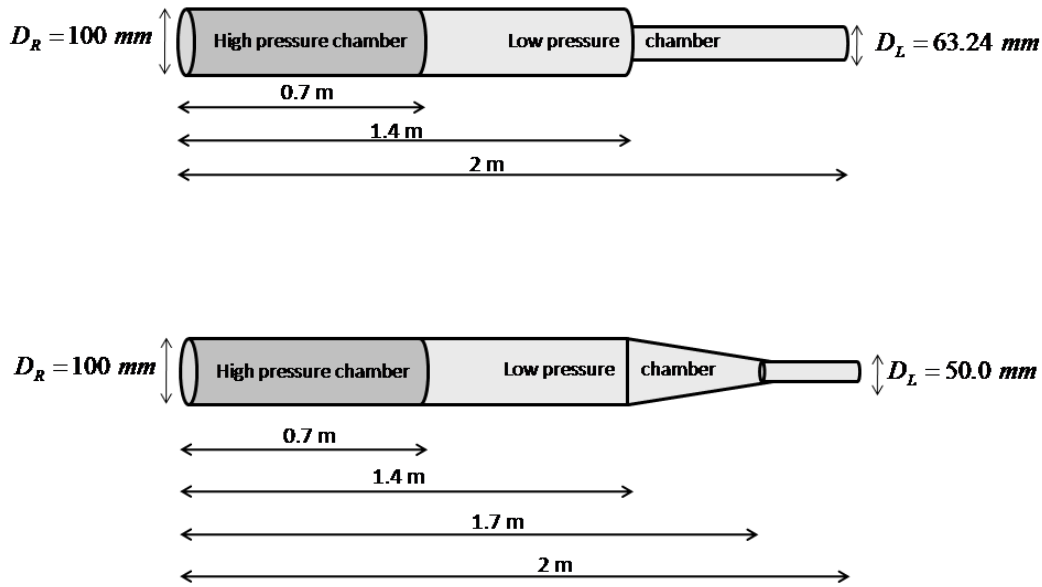 D_R = 100 mm
High pressure chamber
Low pressure chamber
D_L = 63.24 mm
0.7 m
1.4 m
2 m
D_R = 100 mm
High pressure chamber
Low pressure chamber
D_L = 50.0 mm
0.7 m
1.4 m
1.7 m
2 m